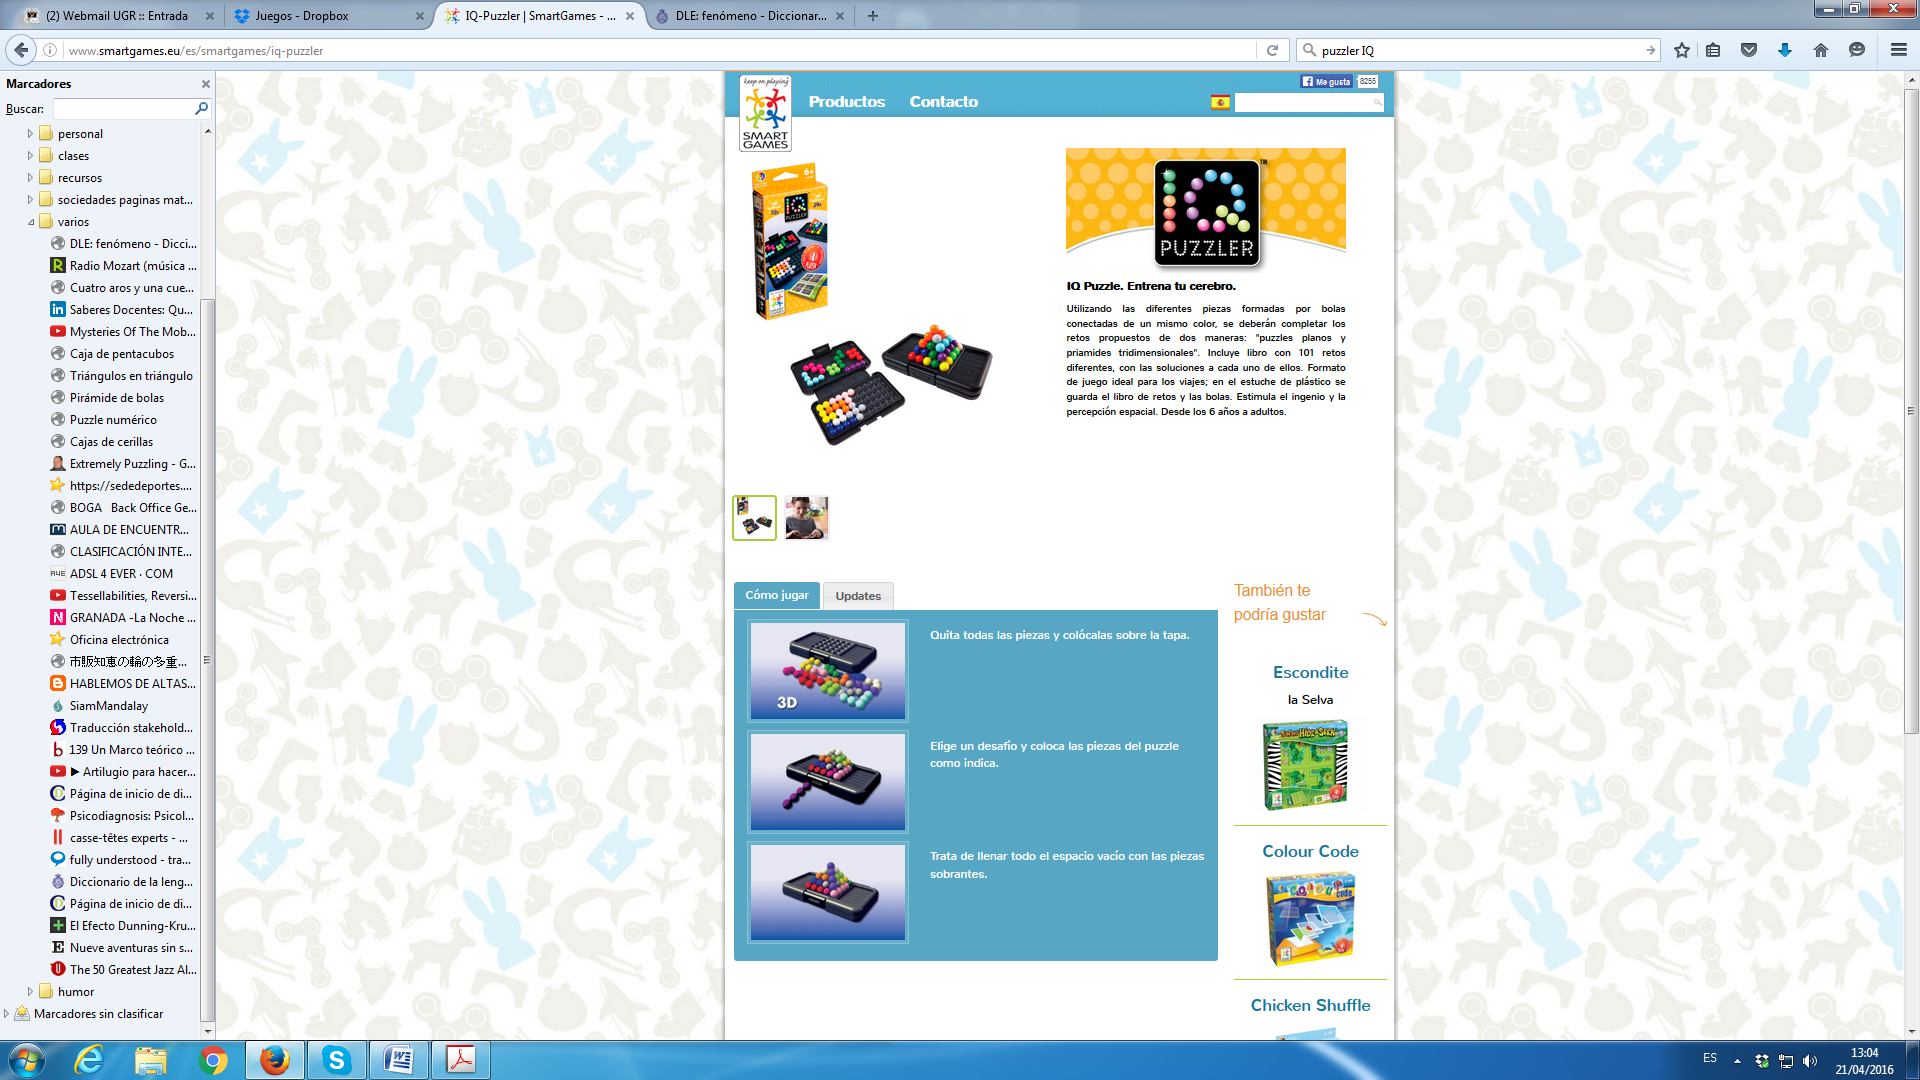 (2) Webmail UGR :: Entrada
Juegos - Dropbox
IQ-Puzzler | SmartGames - ...
DLE: fenómeno - Diccionar...
www.smartgames.eu/es/smartgames/iq-puzzler
puzzler IQ
Marcadores
Buscar:
personal
clases
recursos
sociedades paginas mat...
varios
DLE: fenómeno - Dicci...
Radio Mozart (música ...
Cuatro aros y una cue...
Saberes Docentes: Qu...
Mysteries Of The Mob...
Caja de pentacubos
Triángulos en triángulo
Pirámide de bolas
Puzzle numérico
Cajas de cerillas
Extremely Puzzling - G...
https://sededeportes....
BOGA Back Office Ge...
AULA DE ENCUENTR...
CLASIFICACIÓN INTE...
ADSL 4 EVER · COM
Tessellabilities, Reversi...
GRANADA -La Noche ...
Oficina electrónica
市販知恵の輪の多重...
HABLEMOS DE ALTAS...
SiamMandalay
Traducción stakehold...
139 Un Marco teórico ...
▶ Artilugio para hacer...
Página de inicio de di...
Psicodiagnosis: Psicol...
casse-têtes experts - ...
fully understood - tra...
Diccionario de la leng...
Página de inicio de di...
El Efecto Dunning-Kru...
Nueve aventuras sin s...
The 50 Greatest Jazz Al...
humor
Marcadores sin clasificar
keep on playing
SMART
GAMES
Productos
Contacto
Me gusta
8255
6+
IQ
PUZZLER
IQ
PUZZLER
TM
IQ Puzzle. Entrena tu cerebro.
Utilizando las diferentes piezas formadas por bolas
conectadas de un mismo color, se deberán completar los
retos propuestos de dos maneras: "puzzles planos y
priamides tridimensionales". Incluye libro con 101 retos
diferentes, con las soluciones a cada uno de ellos. Formato
de juego ideal para los viajes; en el estuche de plástico se
guarda el libro de retos y las bolas. Estimula el ingenio y la
percepción espacial. Desde los 6 años a adultos.
Cómo jugar
Updates
3D
Quita todas las piezas y colócalas sobre la tapa.
Elige un desafío y coloca las piezas del puzzle
como indica.
Trata de llenar todo el espacio vacío con las piezas
sobrantes.
También te
podría gustar
Escondite
la Selva
Safari HIDE & SEEK
Colour Code
Colour code
Chicken Shuffle
ES
13:04
21/04/2016